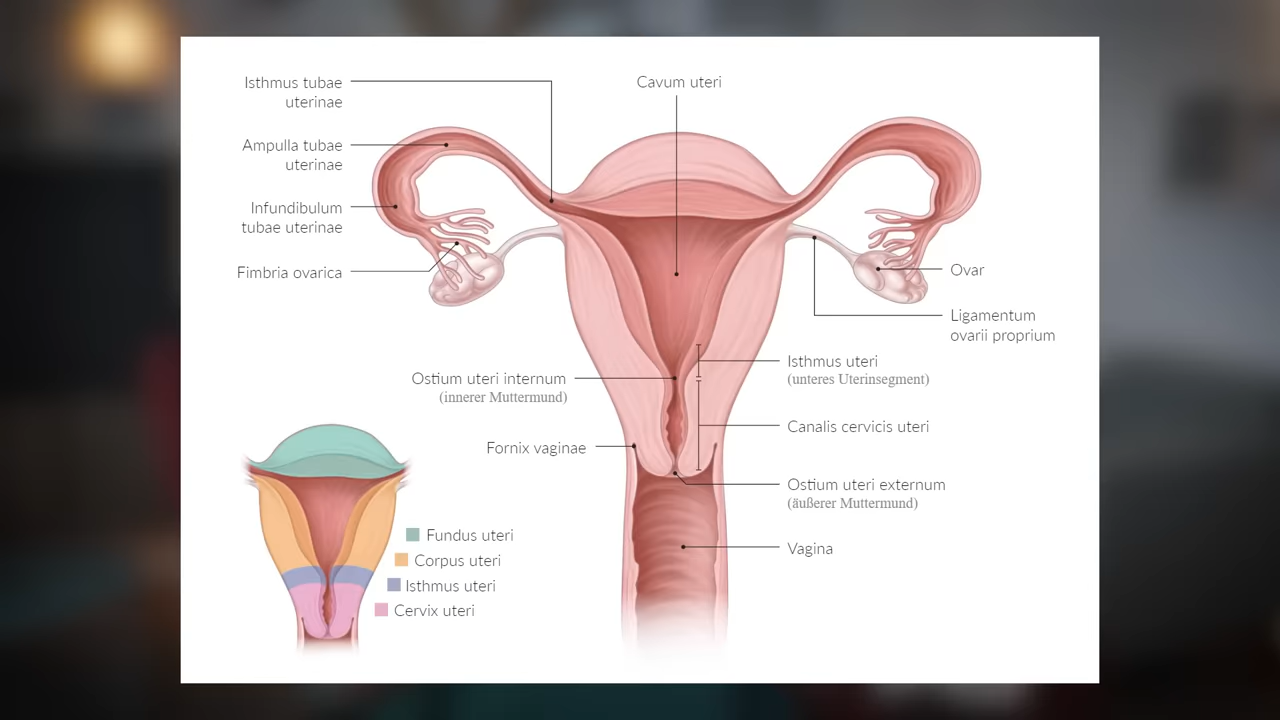 Isthmus tubae
uterinae
Cavum uteri
Ampulla tubae
uterinae
Infundibulum
tubae uterinae
Fimbria ovarica
Ovar
Ligamentum
ovarii proprium
Isthmus uteri
(unteres Uterinsegment)
Ostium uteri internum
(innerer Muttermund)
Canalis cervicis uteri
Fornix vaginae
Ostium uteri externum
(äußerer Muttermund)
Vagina
Fundus uteri
Corpus uteri
Isthmus uteri
Cervix uteri